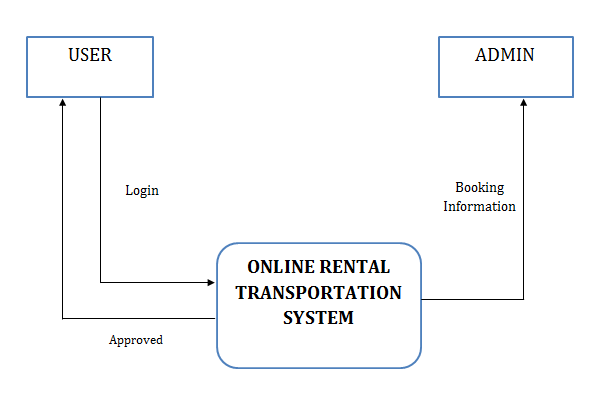 USER
ADMIN
Login
Booking
Information
ONLINE RENTAL
TRANSPORTATION
SYSTEM
Approved